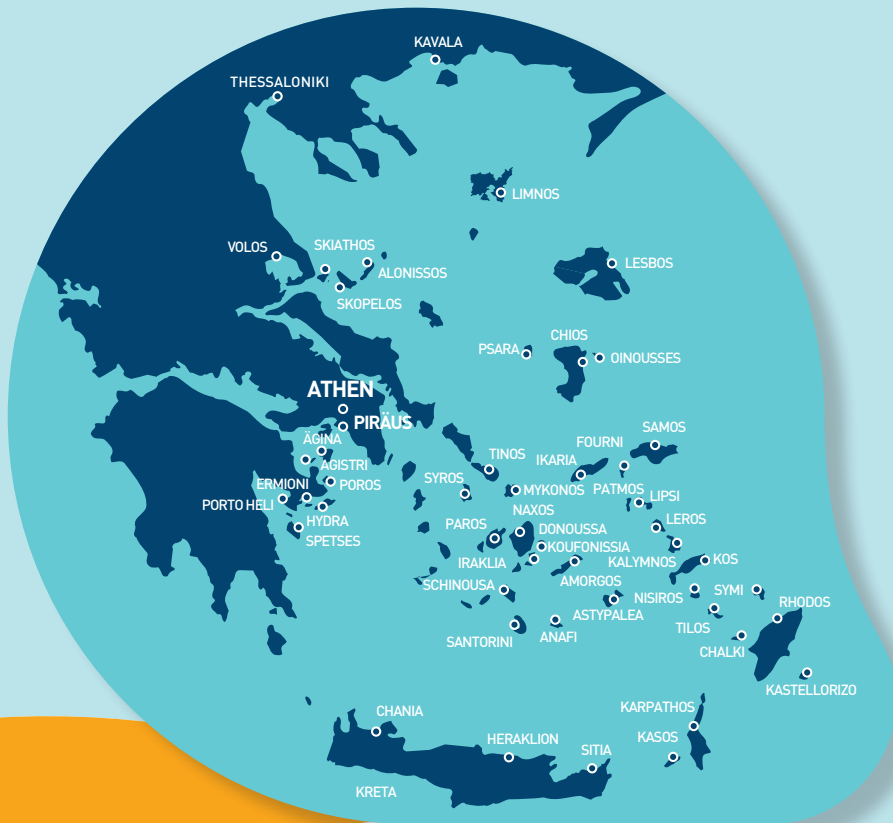 KAVALA
THESSALONIKI
LIMNOS
VOLOS
SKIATHOS
ALONISSOS
SKOPELOS
LESBOS
PSARA
CHIOS
OINOUSSES
ATHEN
PIRÄUS
ÄGINA
AGISTRI
ERMIONI
POROS
PORTO HELI
HYDRA
SPETSES
SAMOS
FOURNI
TINOS
IKARIA
SYROS
MYKONOS
PATMOS
LIPSI
NAXOS
LEROS
PAROS
DONOUSSA
KOUFONISSIA
IRAKLIA
KALYMNOS
KOS
SCHINOUSA
AMORGOS
NISIROS
SYMI
ASTYPALEA
RHODOS
SANTORINI
ANAFI
TILOS
CHALKI
KASTELLORIZO
CHANIA
KARPATHOS
HERAKLION
SITIA
KASOS
KRETA